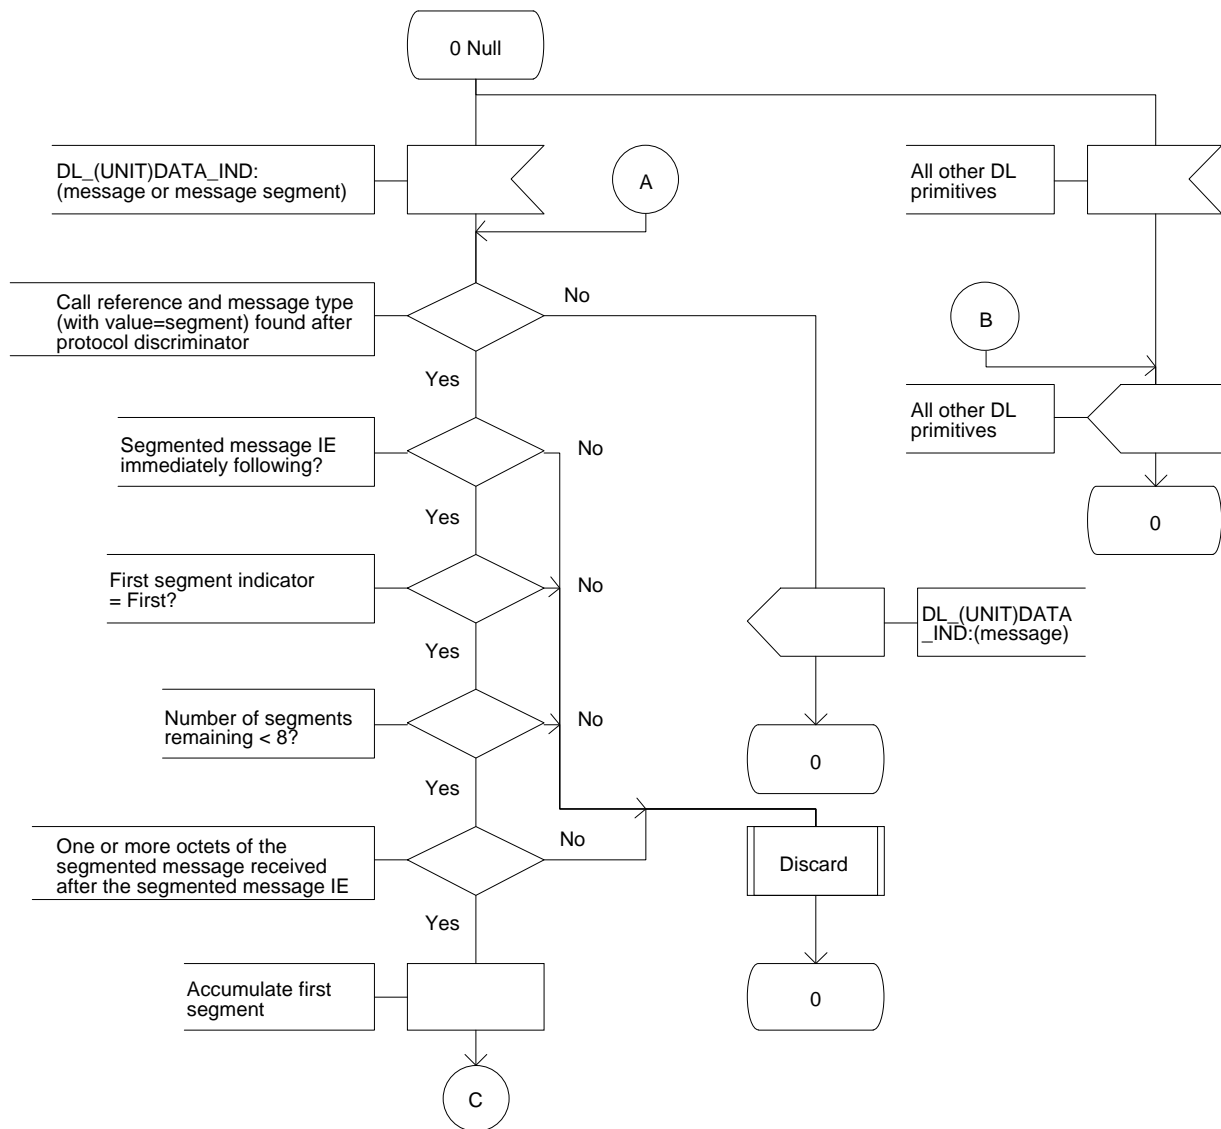 0 Null
DL_(UNIT)DATA_IND:
(message or message segment)
A
All other DL
primitives
Call reference and message type
(with value=segment) found after
protocol discriminator
No
B
Yes
All other DL
primitives
Segmented message IE
immediately following?
No
0
Yes
First segment indicator
= First?
No
DL_(UNIT)DATA
_IND:(message)
Yes
Number of segments
remaining < 8?
No
0
Yes
One or more octets of the
segmented message received
after the segmented message IE
No
Discard
Yes
Accumulate first
segment
0
C